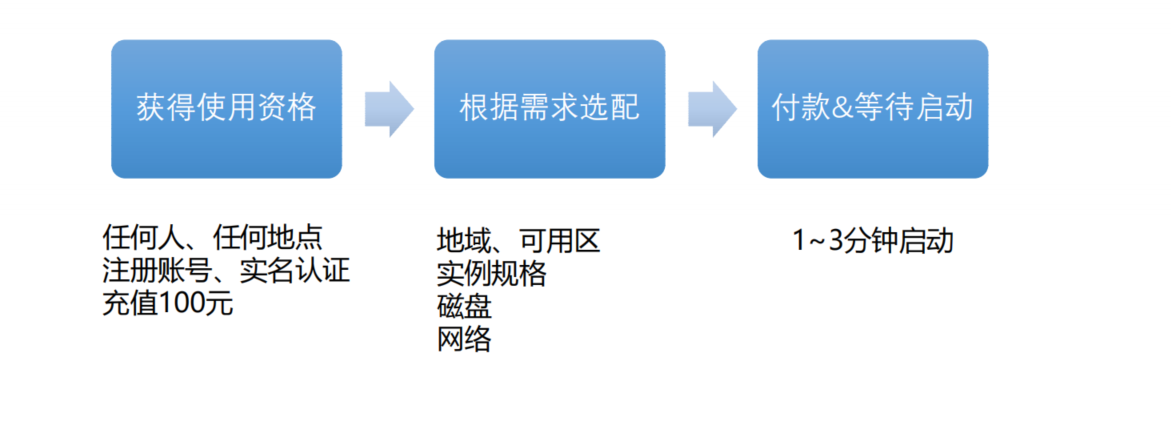 获得使用资格
根据需求选配
付款&等待启动
任何人、任何地点
注册账号、实名认证
充值100元
地域、可用区
实例规格
磁盘
网络
1~3分钟启动